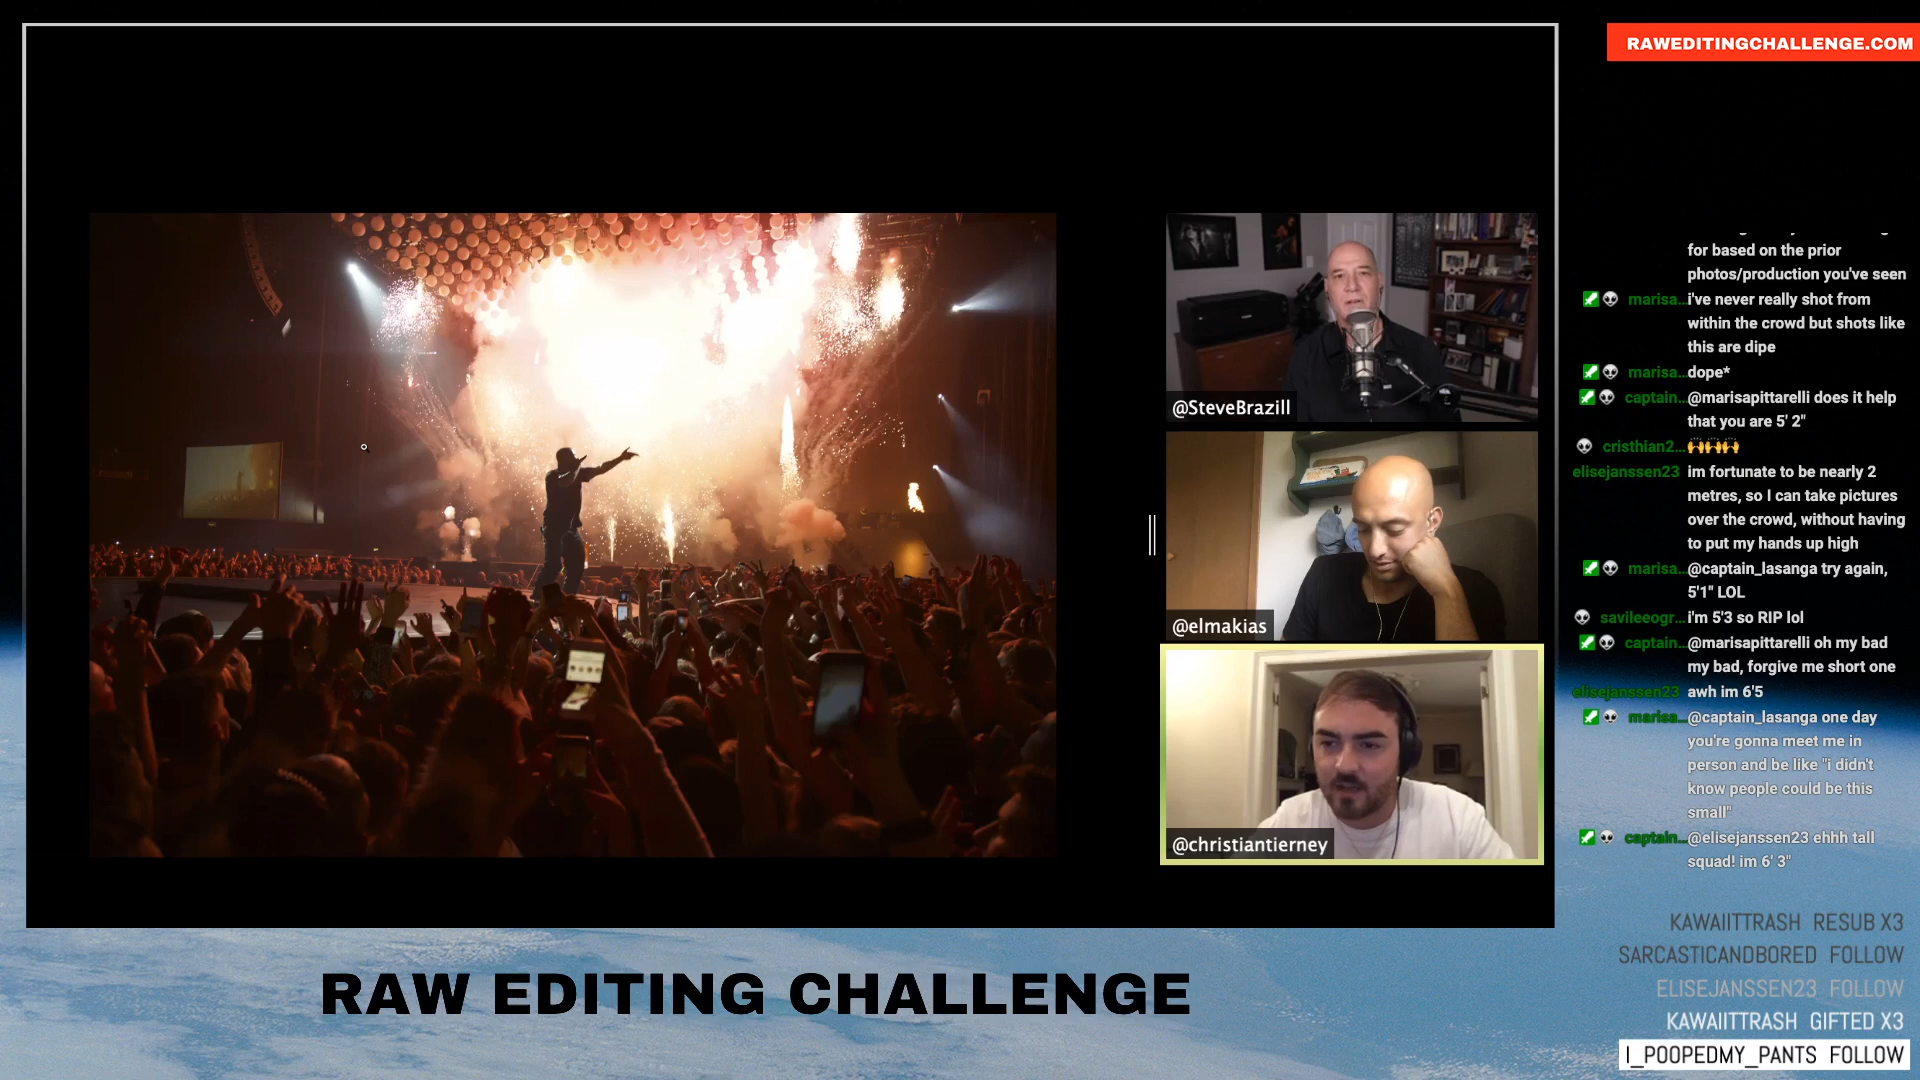 RAWEDITINGCHALLENGE.COM
for based on the prior
photos/production you've seen
marisa... i've never really shot from
within the crowd but shots like
this are dipe
marisa... dope*
captain... @marisapittarelli does it help
that you are 5' 2"
cristhian2... 🙌🙌🙌🙌
elisejanssen23 im fortunate to be nearly 2
metres, so I can take pictures
over the crowd, without having
to put my hands up high
marisa... @captain_lasanga try again,
5'1" LOL
savileeogr... i'm 5'3 so RIP lol
captain... @marisapittarelli oh my bad
my bad, forgive me short one
elisejanssen23 awh im 6'5
marisa... @captain_lasanga one day
you're gonna meet me in
person and be like "i didn't
know people could be this
small"
captain... @elisejanssen23 ehhh tall
squad! im 6' 3"
@SteveBrazill
@elmakias
@christiantierney
RAW EDITING CHALLENGE
KAWAIITTRASH RESUB X3
SARCASTICANDBORED FOLLOW
ELISEJANSSEN23 FOLLOW
KAWAIITTRASH GIFTED X3
I_POOPEDMY_PANTS FOLLOW